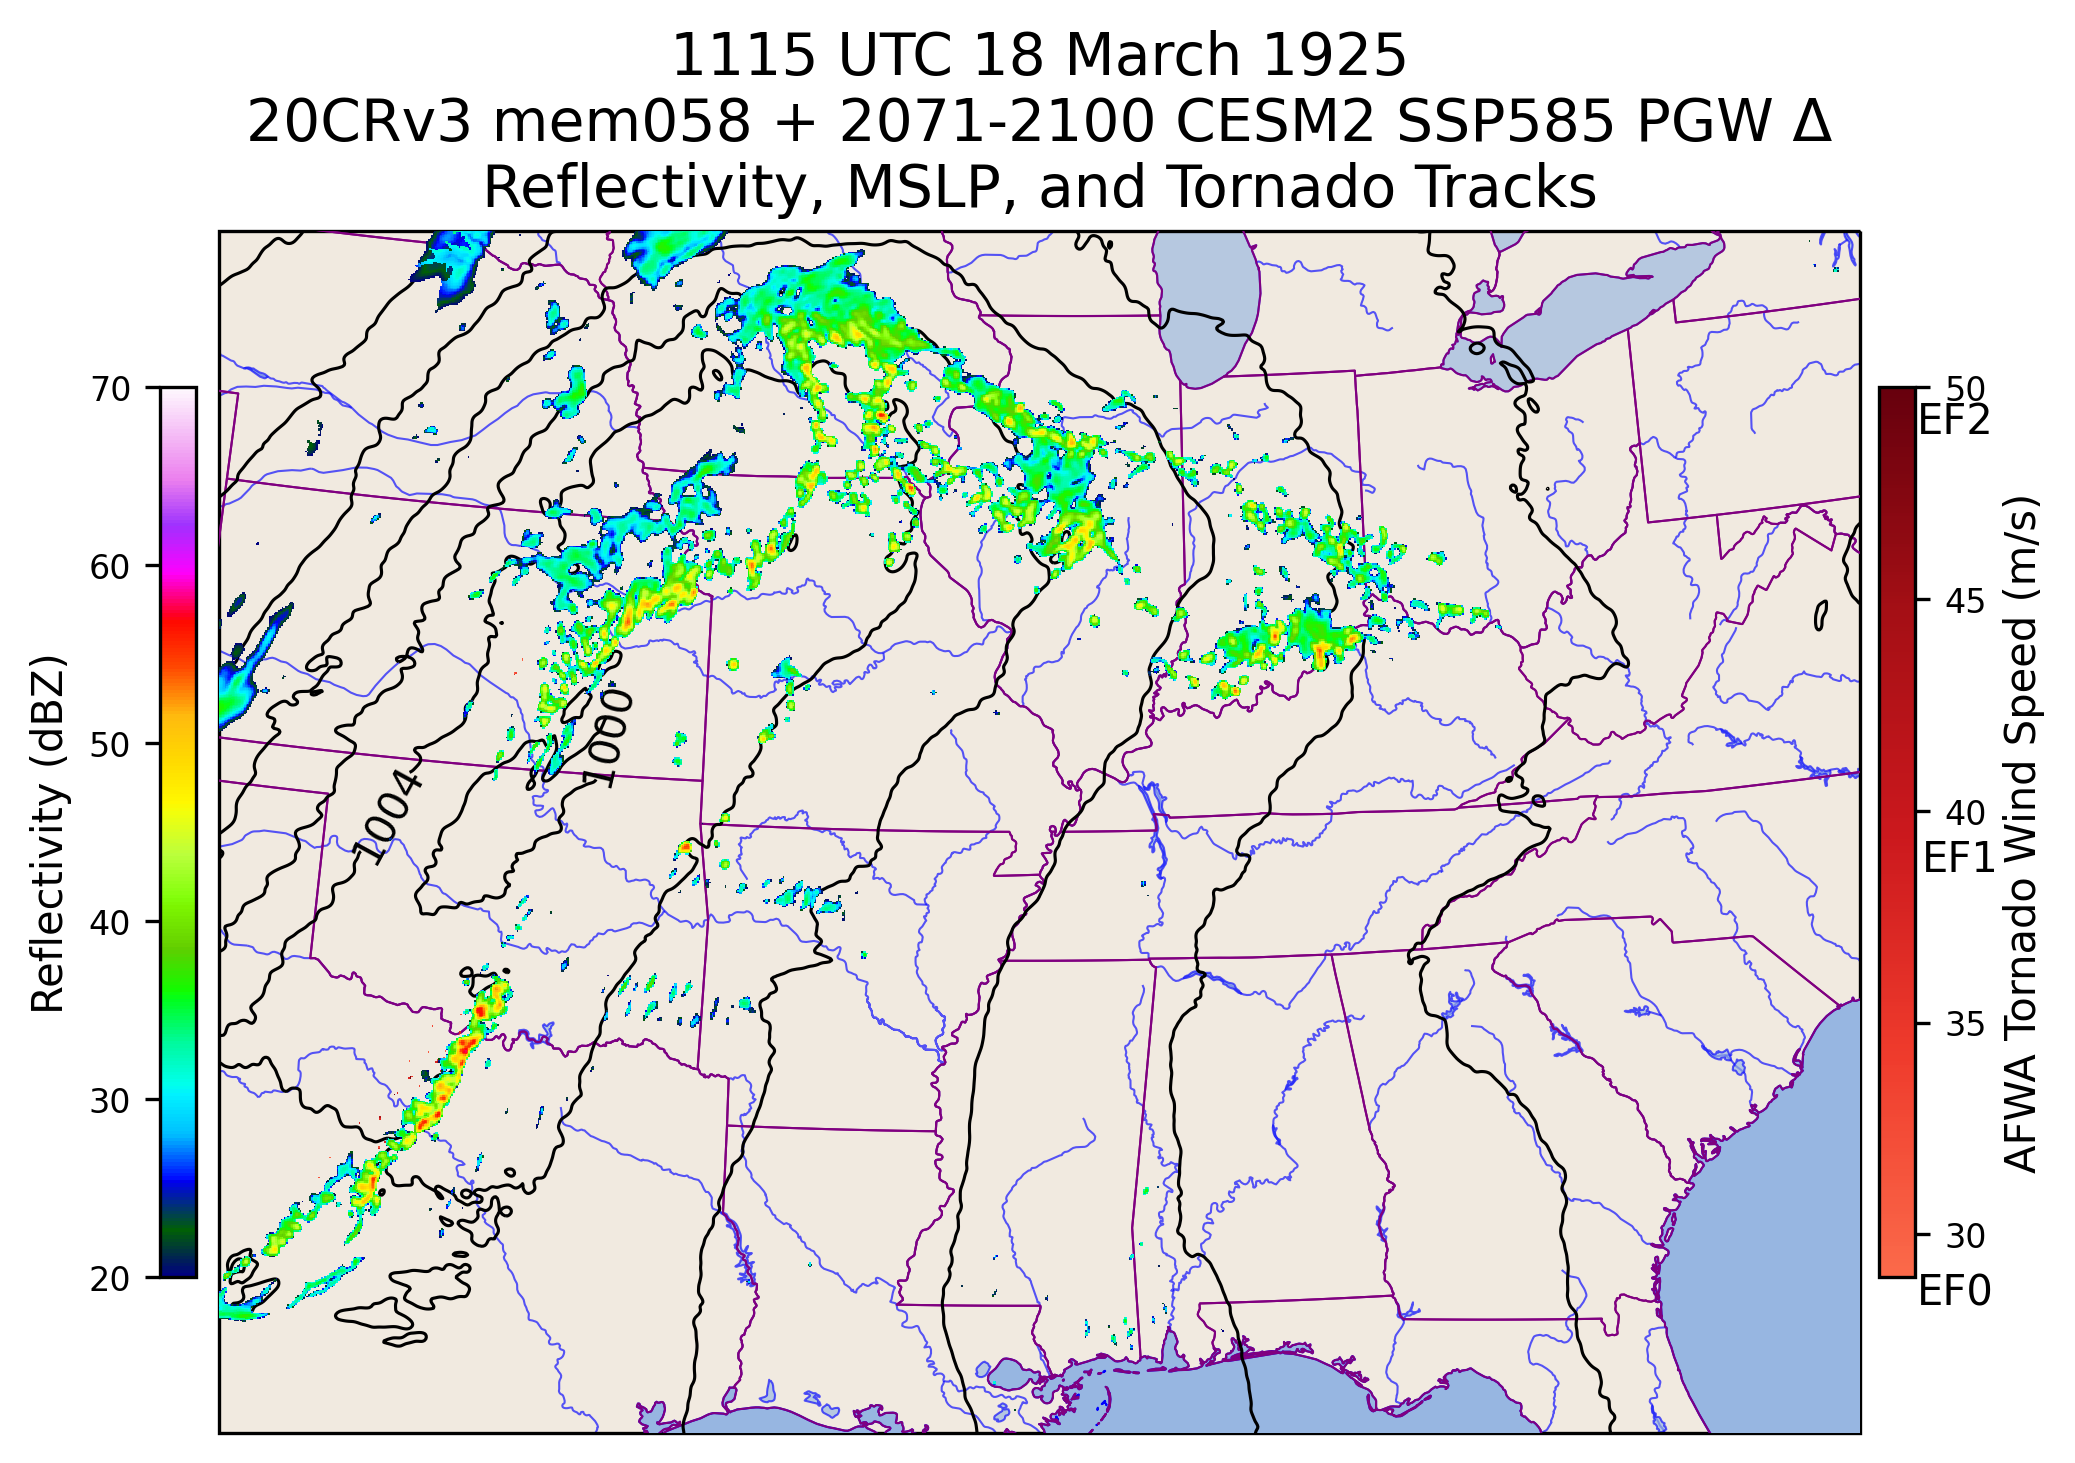 1115 UTC 18 March 1925
20CRv3 mem058 + 2071-2100 CESM2 SSP585 PGW Δ
Reflectivity, MSLP, and Tornado Tracks
70
60
50
40
30
20
Reflectivity (dBZ)
1004
1000
50
EF2
45
40
EF1
35
30
EF0
AFWA Tornado Wind Speed (m/s)